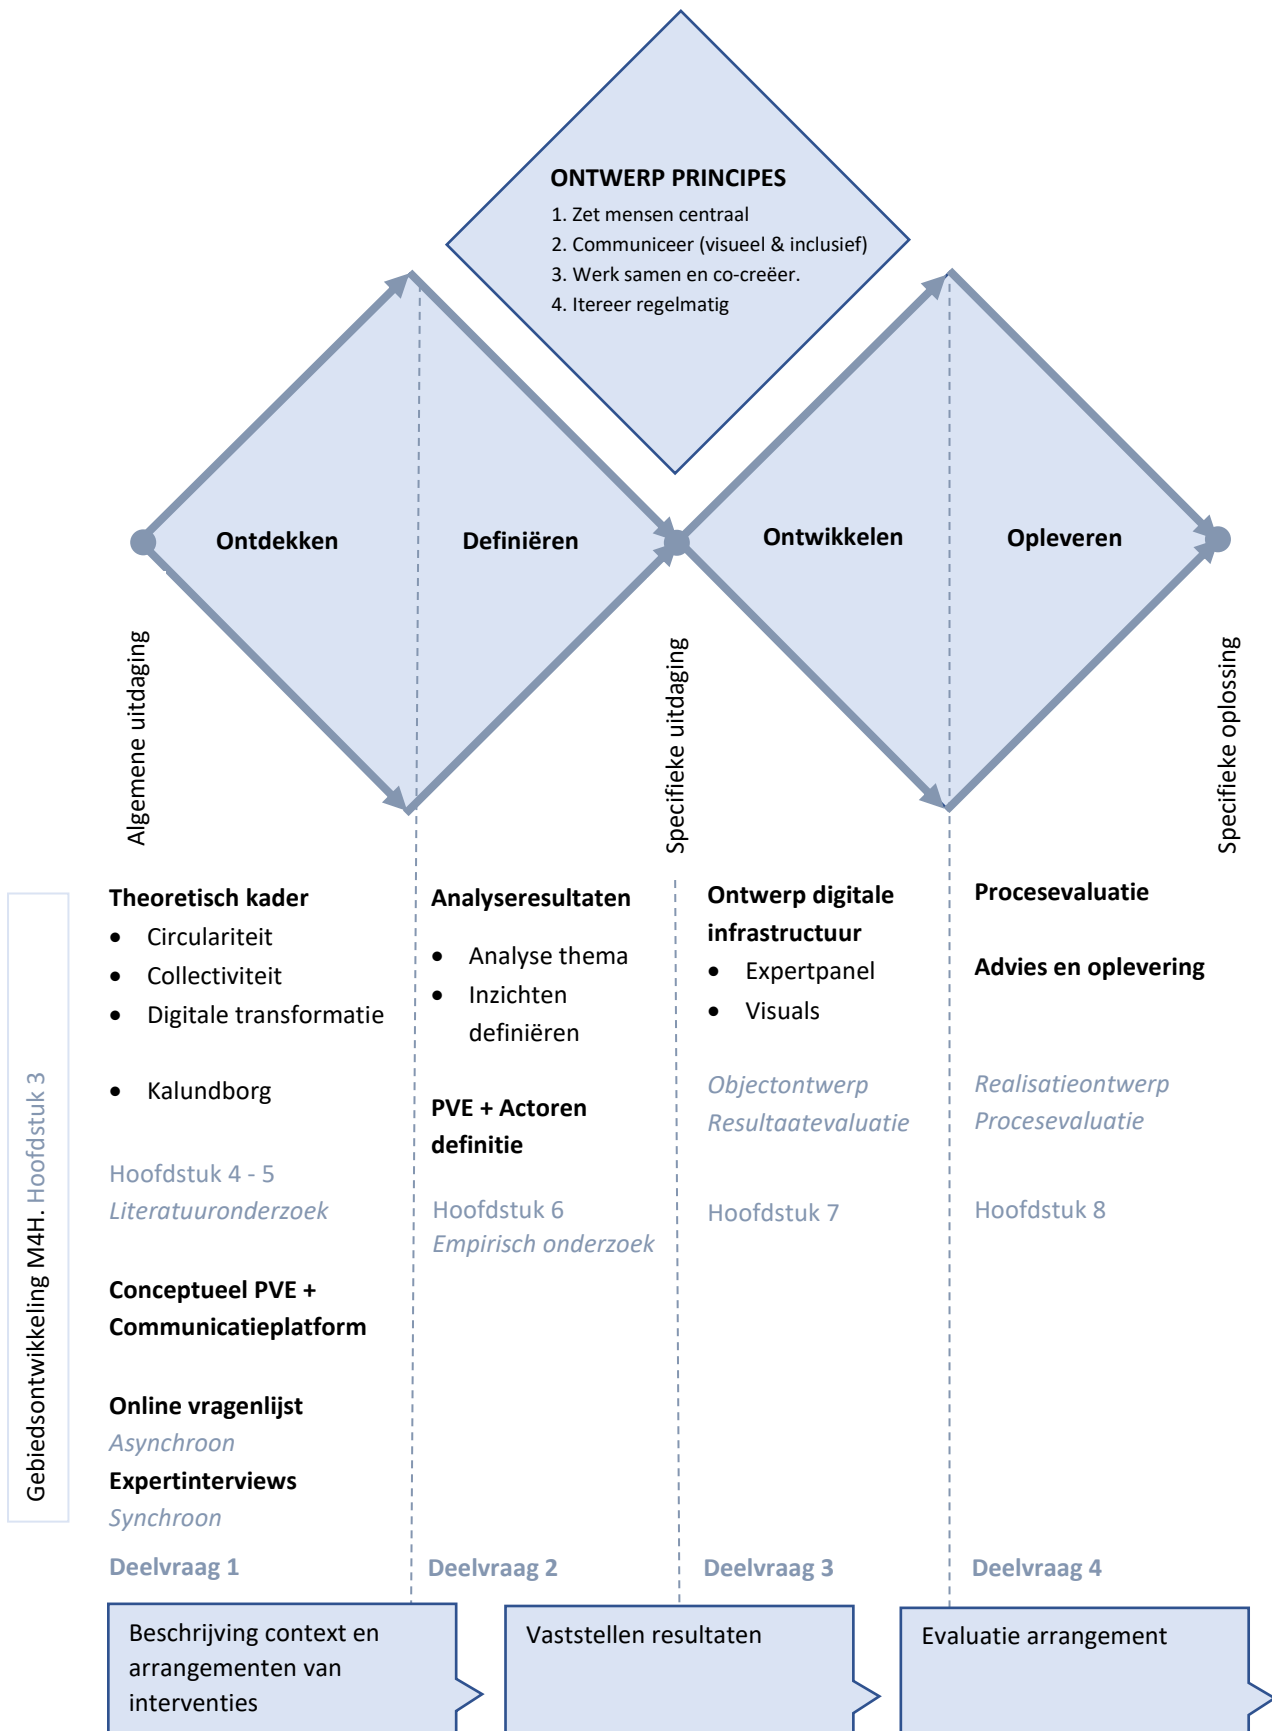 ONTWERP PRINCIPES
1. Zet mensen centraal
2. Communiceer (visueel & inclusief)
3. Werk samen en co-creëer.
4. Itereer regelmatig
Ontdekken
Definiëren
Ontwikkelen
Opleveren
Algemene uitdaging
Specifieke uitdaging
Specifieke oplossing
Gebiedsontwikkeling M4H. Hoofdstuk 3
Theoretisch kader
• Circulariteit
• Collectiviteit
• Digitale transformatie
• Kalundborg
Hoofdstuk 4 - 5
Literatuuronderzoek
Conceptueel PVE +
Communicatieplatform
Online vragenlijst
Asynchroon
Expertinterviews
Synchroon
Deelvraag 1
Analyseresultaten
• Analyse thema
• Inzichten
definiëren
PVE + Actoren
definitie
Hoofdstuk 6
Empirisch onderzoek
Deelvraag 2
Ontwerp digitale
infrastructuur
• Expertpanel
• Visuals
Objectontwerp
Resultaatevaluatie
Hoofdstuk 7
Deelvraag 3
Procesevaluatie
Advies en oplevering
Realisatieontwerp
Procesevaluatie
Hoofdstuk 8
Deelvraag 4
Beschrijving context en
arrangementen van
interventies
Vaststellen resultaten
Evaluatie arrangement